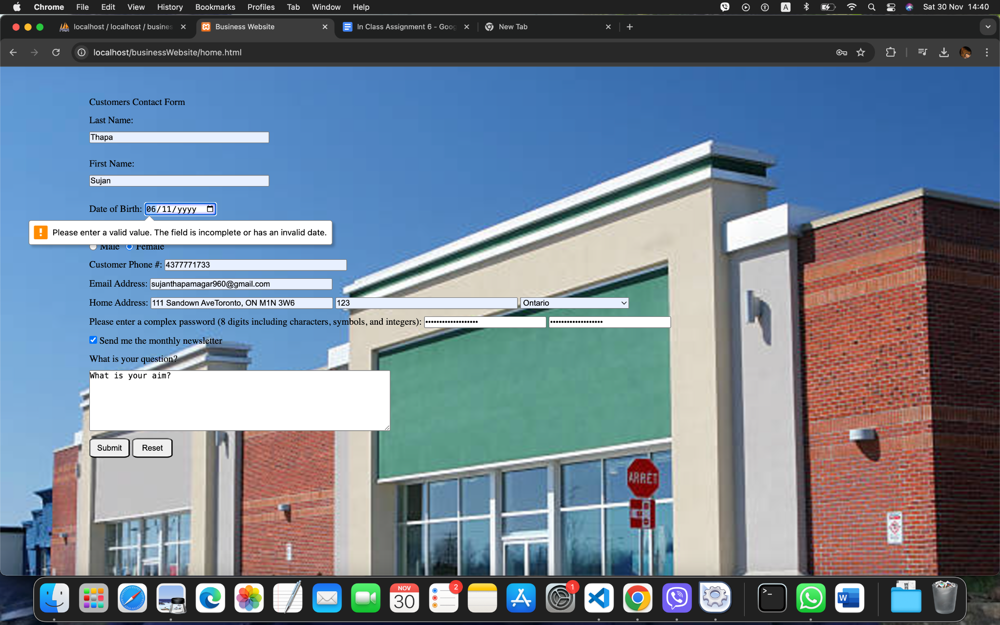 Chrome File Edit View History Bookmarks Profiles Tab Window Help A Sat 30 Nov 14:40
localhost / localhost / busines Business Website In Class Assignment 6 - Goog New Tab
localhost/businessWebsite/home.html
Customers Contact Form
Last Name:
Thapa
First Name:
Sujan
Date of Birth: 06/11/yyyy
! Please enter a valid value. The field is incomplete or has an invalid date.
Male Female
Customer Phone #: 4377771733
Email Address: sujanthapamagar960@gmail.com
Home Address: 111 Sandown AveToronto, ON M1N 3W6 123 Ontario
Please enter a complex password (8 digits including characters, symbols, and integers): ••••••••••••••••••• •••••••••••••••••••
Send me the monthly newsletter
What is your question?
What is your aim?
Submit Reset
ARRET
NOV
30
2
1
>_
W